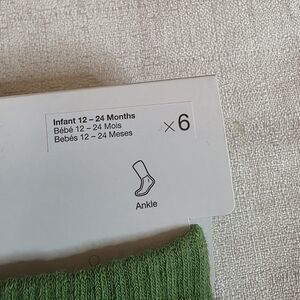 Infant 12 – 24 Months
Bébé 12 – 24 Mois
Bebés 12 – 24 Meses
×6
Ankle